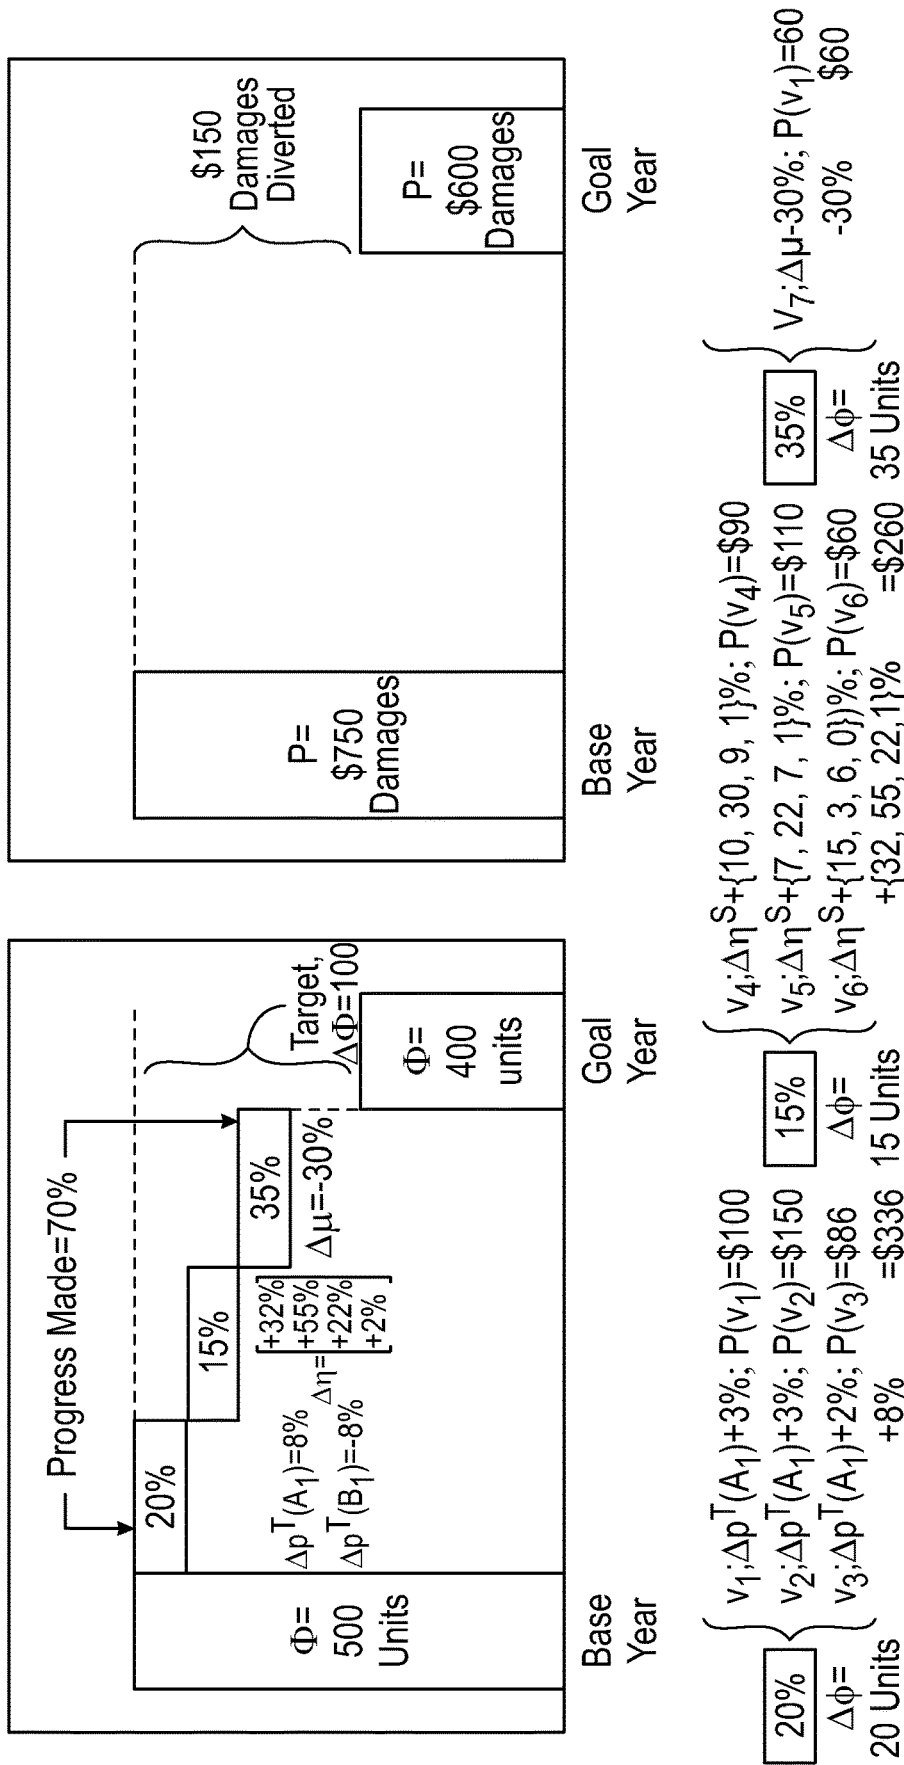 Progress Made=70%
20%
15%
35%
Target,
ΔΦ=100
Φ=
500
Units
Δp^T(A₁)=8%
Δp^T(B₁)=-8%
Δη=
+32%
+55%
+22%
+2%
Δμ=-30%
Φ=
400
units
Base
Year
Goal
Year
P=
$750
Damages
$150
Damages
Diverted
P=
$600
Damages
Base
Year
Goal
Year
20%
Δϕ=
20 Units
v₁;Δp^T(A₁)+3%; P(v₁)=$100
v₂;Δp^T(A₁)+3%; P(v₂)=$150
v₃;Δp^T(A₁)+2%; P(v₃)=$86
+8% =$336
15%
Δϕ=
15 Units
v₄;Δη^S+{10, 30, 9, 1}%; P(v₄)=$90
v₅;Δη^S+{7, 22, 7, 1}%; P(v₅)=$110
v₆;Δη^S+{15, 3, 6, 0})%; P(v₆)=$60
+{32, 55, 22,1}% =$260
35%
Δϕ=
35 Units
V₇;Δμ-30%; P(v₁)=60
-30% $60